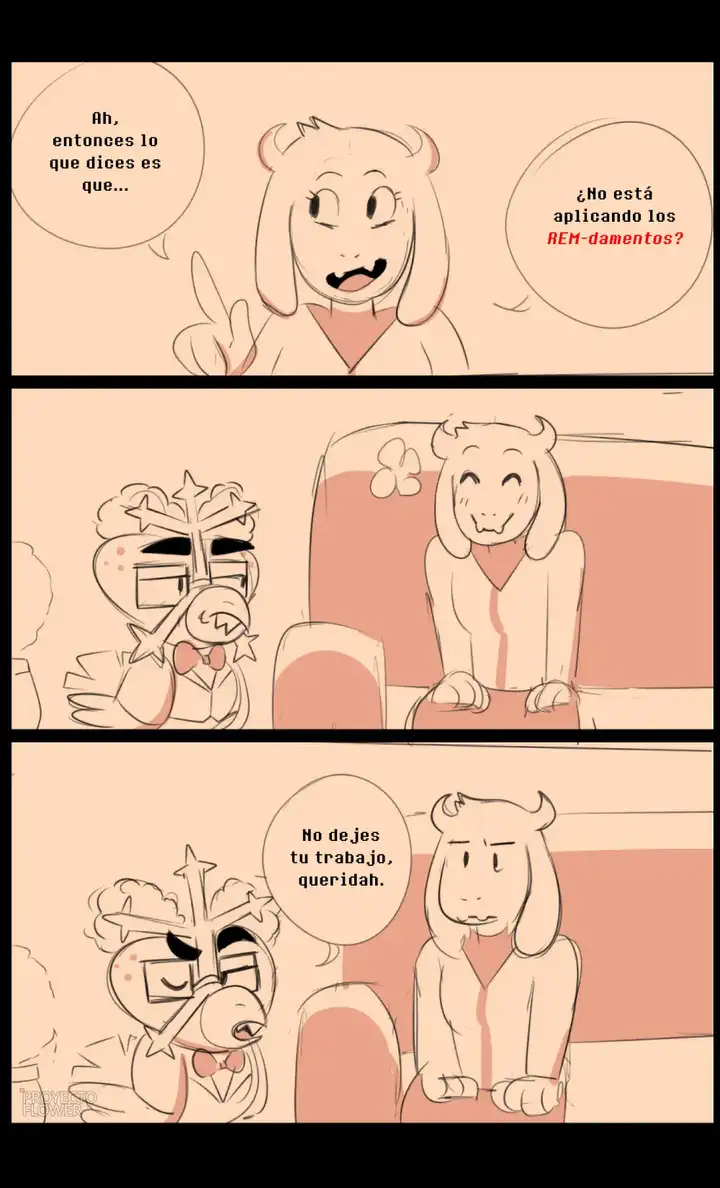 Ah,
entonces lo
que dices es
que...
¿No está
aplicando los
REM-damentos?
No dejes
tu trabajo,
queridah.
PROYECTO
FLOWER